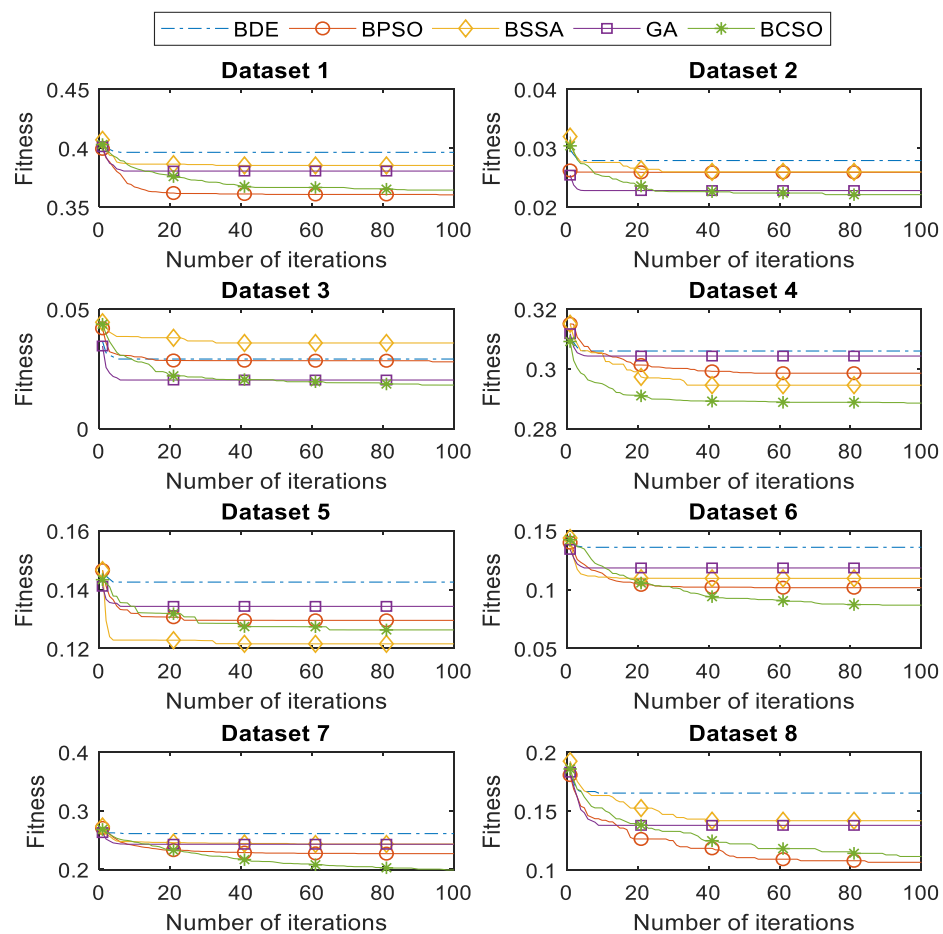 BDE BPSO BSSA GA BCSO
Dataset 1
Fitness
0.45
0.4
0.35
0 20 40 60 80 100
Number of iterations
Dataset 2
Fitness
0.04
0.03
0.02
0 20 40 60 80 100
Number of iterations
Dataset 3
Fitness
0.05
0
0 20 40 60 80 100
Number of iterations
Dataset 4
Fitness
0.32
0.3
0.28
0 20 40 60 80 100
Number of iterations
Dataset 5
Fitness
0.16
0.14
0.12
0 20 40 60 80 100
Number of iterations
Dataset 6
Fitness
0.15
0.1
0.05
0 20 40 60 80 100
Number of iterations
Dataset 7
Fitness
0.4
0.3
0.2
0 20 40 60 80 100
Number of iterations
Dataset 8
Fitness
0.2
0.15
0.1
0 20 40 60 80 100
Number of iterations